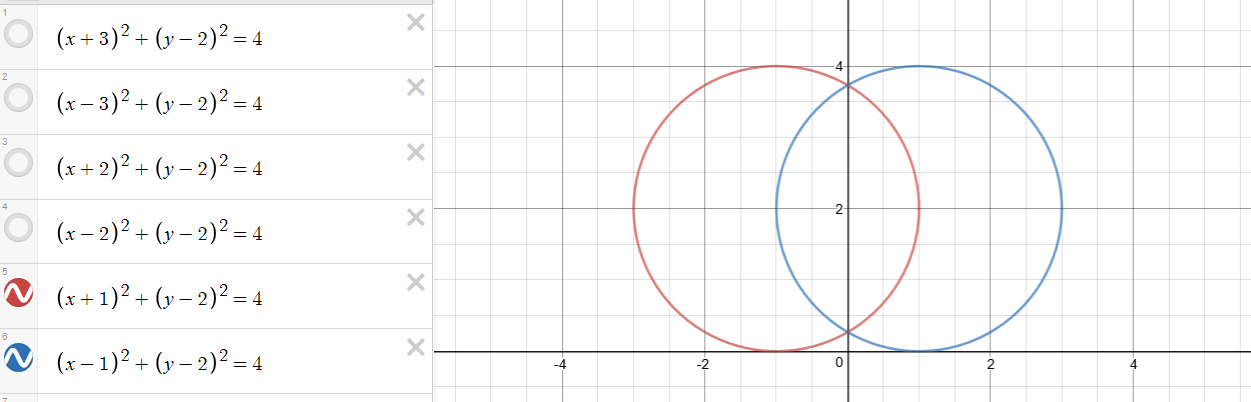 1
(x + 3)² + (y − 2)² = 4
2
(x − 3)² + (y − 2)² = 4
3
(x + 2)² + (y − 2)² = 4
4
(x − 2)² + (y − 2)² = 4
5
(x + 1)² + (y − 2)² = 4
6
(x − 1)² + (y − 2)² = 4
4
2
-4 -2 0 2 4